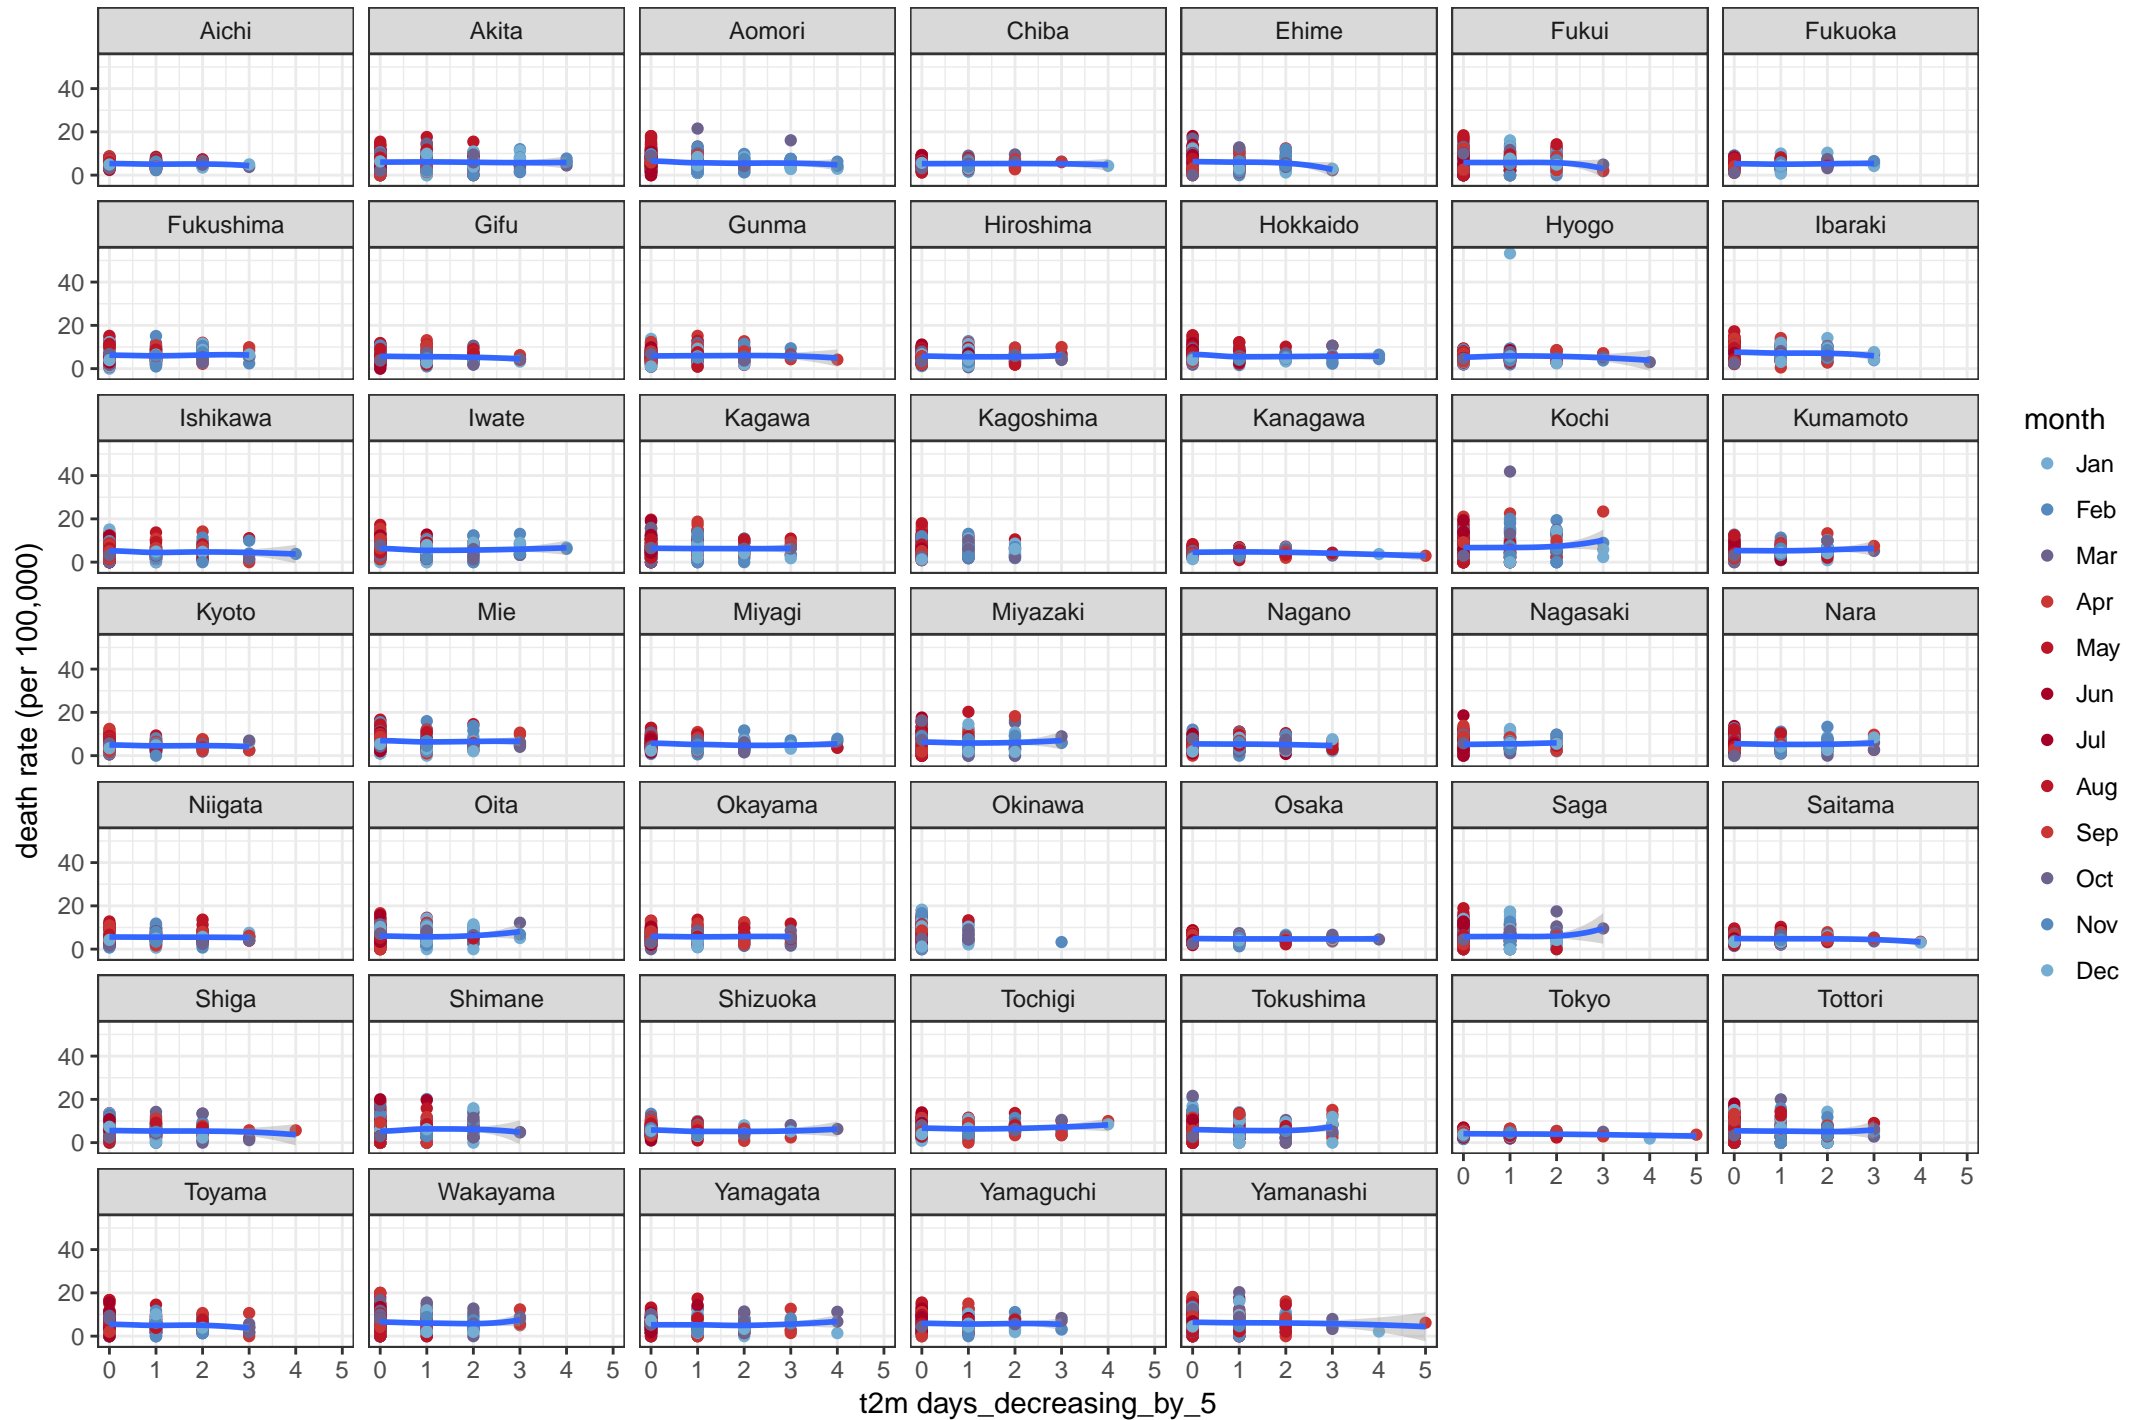 Aichi Akita Aomori Chiba Ehime Fukui Fukuoka
40
20
0
Fukushima Gifu Gunma Hiroshima Hokkaido Hyogo Ibaraki
40
20
0
Ishikawa Iwate Kagawa Kagoshima Kanagawa Kochi Kumamoto
40
20
0
Kyoto Mie Miyagi Miyazaki Nagano Nagasaki Nara
40
20
0
Niigata Oita Okayama Okinawa Osaka Saga Saitama
40
20
0
Shiga Shimane Shizuoka Tochigi Tokushima Tokyo Tottori
40
20
0
0 1 2 3 4 5 0 1 2 3 4 5
Toyama Wakayama Yamagata Yamaguchi Yamanashi
40
20
0
0 1 2 3 4 5 0 1 2 3 4 5 0 1 2 3 4 5 0 1 2 3 4 5 0 1 2 3 4 5
t2m days_decreasing_by_5
death rate (per 100,000)
month
Jan
Feb
Mar
Apr
May
Jun
Jul
Aug
Sep
Oct
Nov
Dec